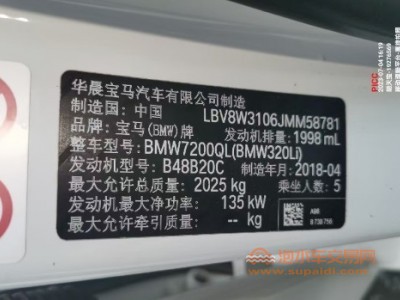 华晨宝马汽车有限公司制造
制造国：中国 LBV8W3106JMM58781
品牌：宝马(BMW)牌 发动机排量：1998 mL
整车型号：BMW7200QL(BMW320Li)
发动机型号：B48B20C 制造年月：2018-04
最大允许总质量：2025 kg 乘坐人数：5
发动机最大净功率：135 kW
最大允许牵引质量：-- kg
PICC
www.supaidi.com